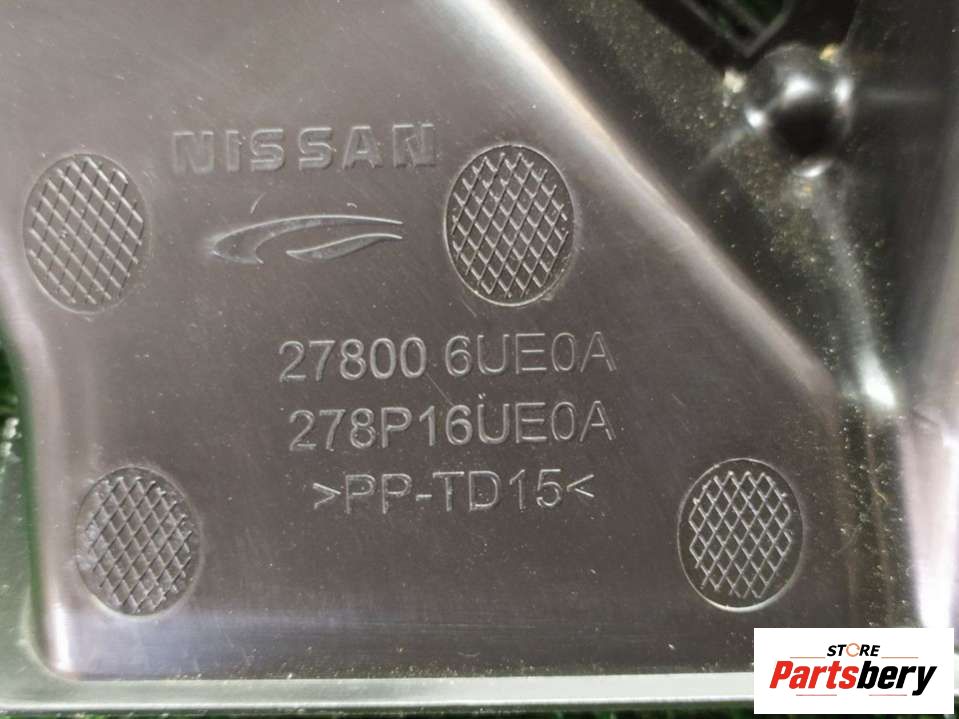 NISSAN
27800 6UE0A
278P16UE0A
>PP-TD15<
STORE
Partsbery